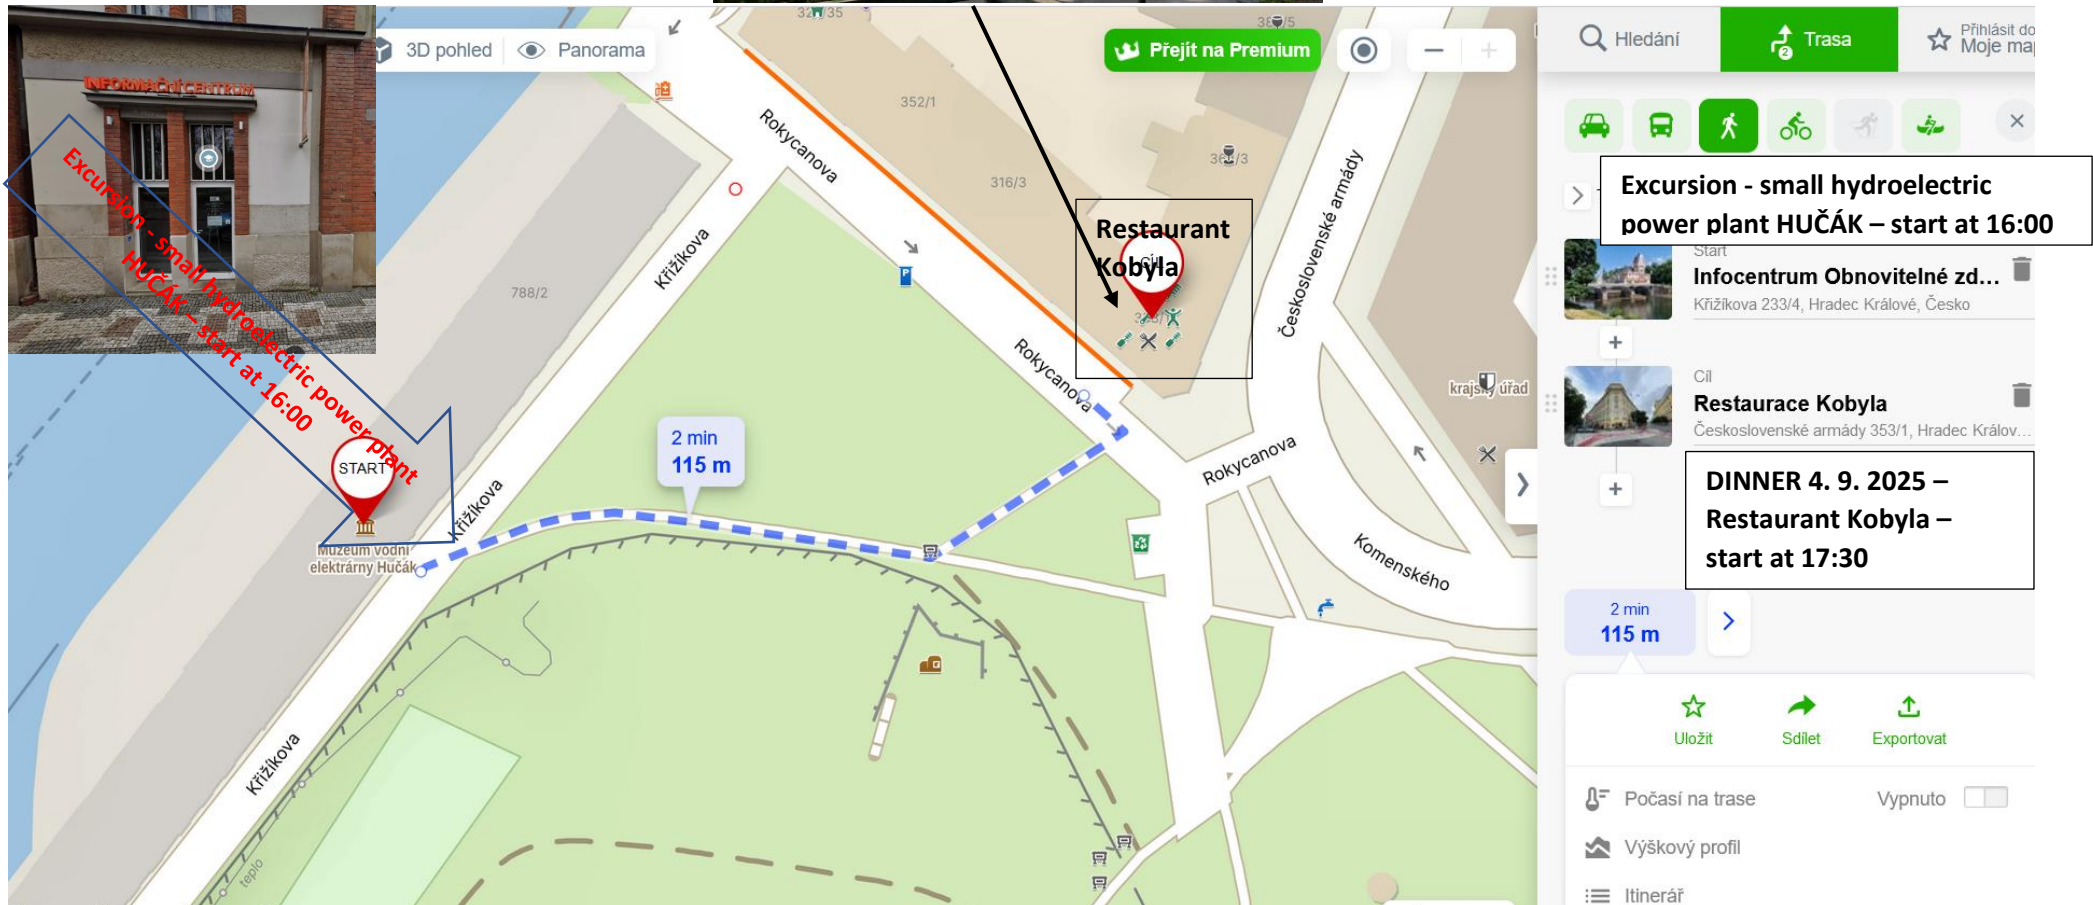 INFORMAČNÍ CENTRUM
Excursion - small hydroelectric power plant
HUČÁK – start at 16:00
3D pohled
Panorama
Přejít na Premium
Hledání
Trasa
2
Přihlásit do
Moje map
352/1
316/3
788/2
Rokycanova
Křižíkova
Československé armády
Restaurant
Kobyla
CÍL
Rokycanova
Rokycanova
krajský úřad
START
Křižíkova
2 min
115 m
Muzeum vodní
elektrárny Hučák
Komenského
Křižíkova
teplo
Excursion - small hydroelectric
power plant HUČÁK – start at 16:00
Start
Infocentrum Obnovitelné zd...
Křižíkova 233/4, Hradec Králové, Česko
Cíl
Restaurace Kobyla
Československé armády 353/1, Hradec Králov...
DINNER 4. 9. 2025 –
Restaurant Kobyla –
start at 17:30
2 min
115 m
Uložit
Sdílet
Exportovat
Počasí na trase
Vypnuto
Výškový profil
Itinerář